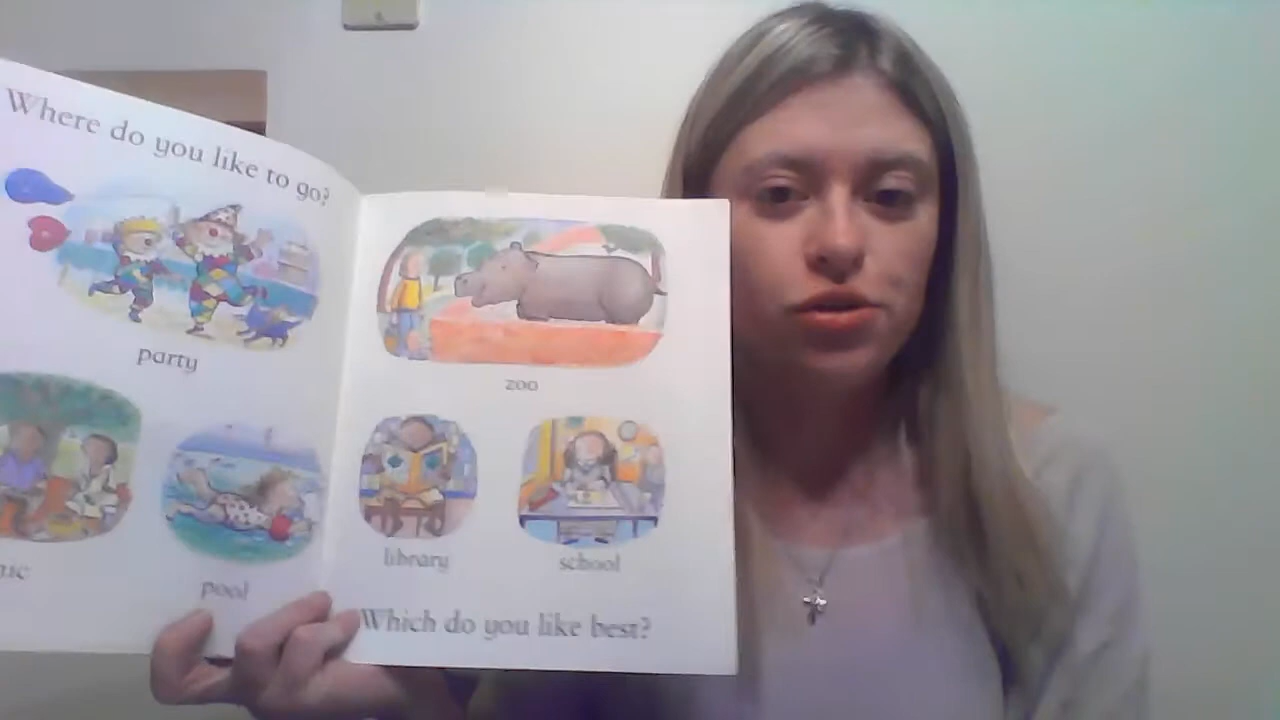 Where do you like to go?
party
pool
zoo
library
school
Which do you like best?